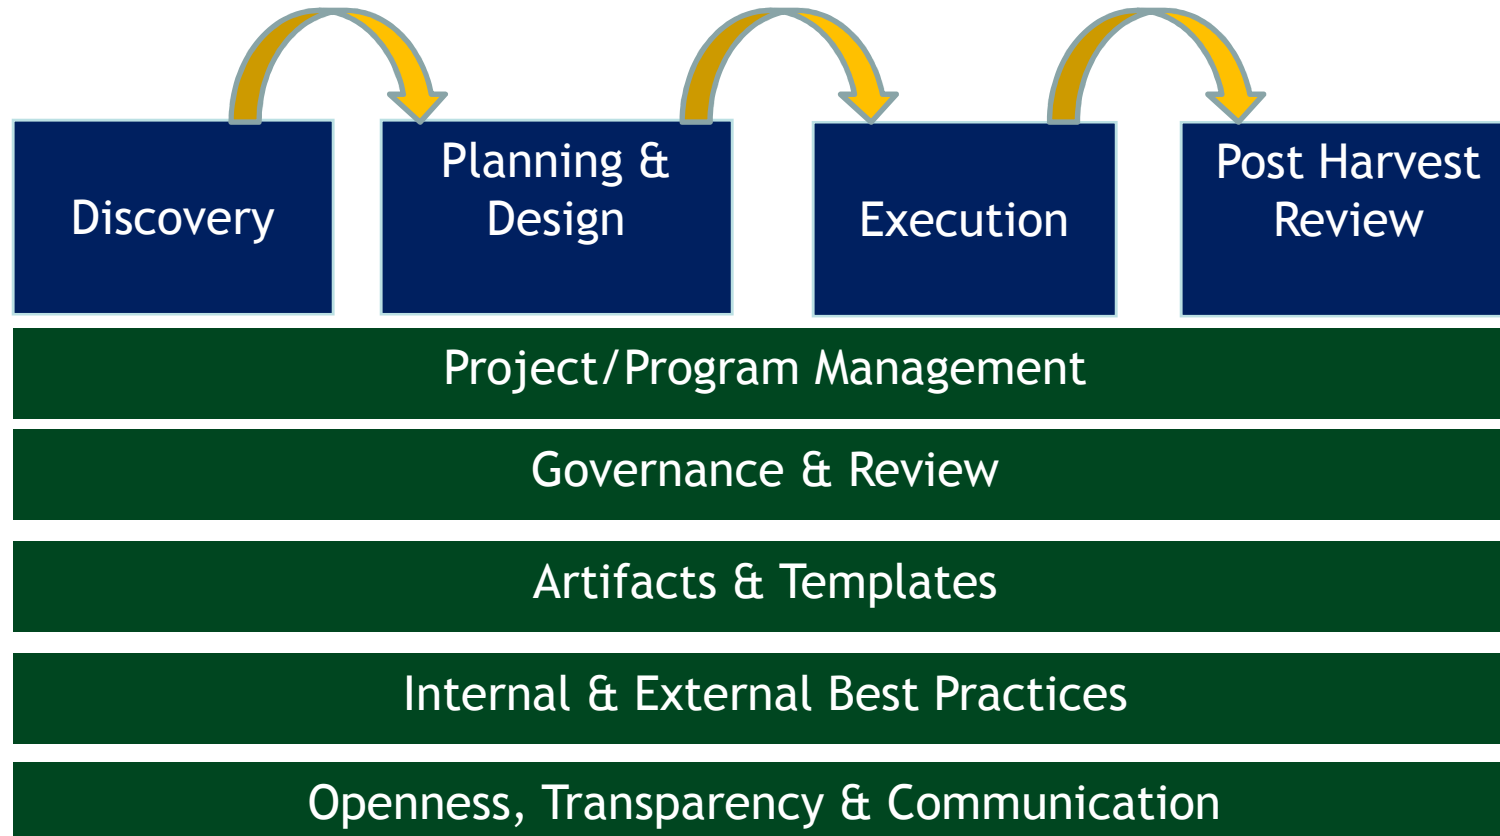 Discovery
Planning &
Design
Execution
Post Harvest
Review
Project/Program Management
Governance & Review
Artifacts & Templates
Internal & External Best Practices
Openness, Transparency & Communication